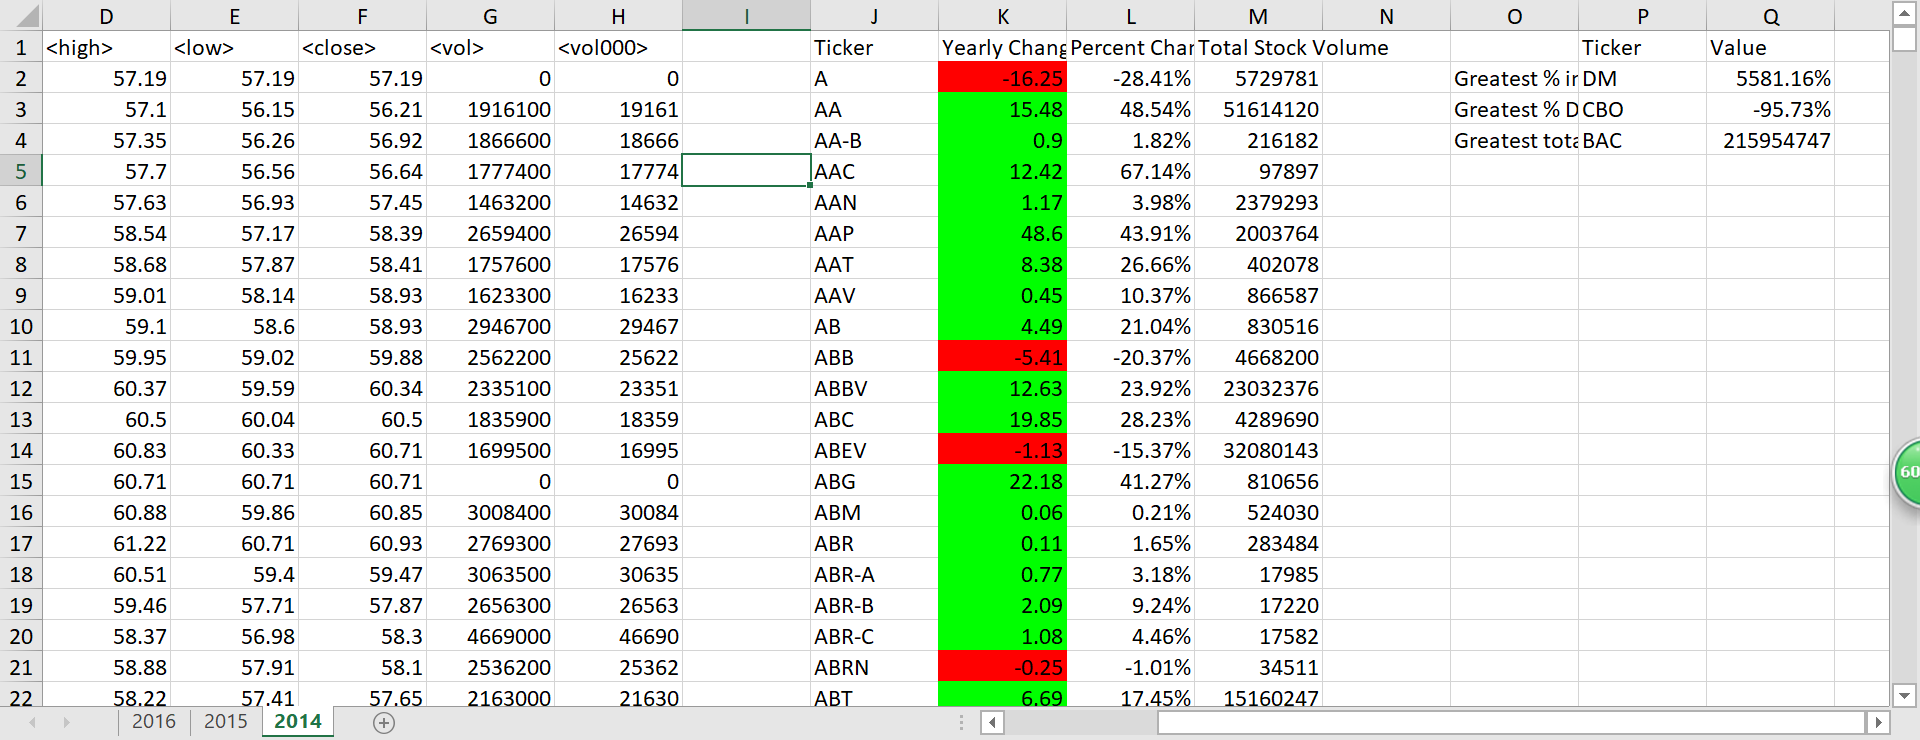 D E F G H I J K L M N O P Q
1 <high> <low> <close> <vol> <vol000> Ticker Yearly Chang Percent Char Total Stock Volume Ticker Value
2 57.19 57.19 57.19 0 0 A -16.25 -28.41% 5729781 Greatest % ir DM 5581.16%
3 57.1 56.15 56.21 1916100 19161 AA 15.48 48.54% 51614120 Greatest % D CBO -95.73%
4 57.35 56.26 56.92 1866600 18666 AA-B 0.9 1.82% 216182 Greatest tota BAC 215954747
5 57.7 56.56 56.64 1777400 17774 AAC 12.42 67.14% 97897
6 57.63 56.93 57.45 1463200 14632 AAN 1.17 3.98% 2379293
7 58.54 57.17 58.39 2659400 26594 AAP 48.6 43.91% 2003764
8 58.68 57.87 58.41 1757600 17576 AAT 8.38 26.66% 402078
9 59.01 58.14 58.93 1623300 16233 AAV 0.45 10.37% 866587
10 59.1 58.6 58.93 2946700 29467 AB 4.49 21.04% 830516
11 59.95 59.02 59.88 2562200 25622 ABB -5.41 -20.37% 4668200
12 60.37 59.59 60.34 2335100 23351 ABBV 12.63 23.92% 23032376
13 60.5 60.04 60.5 1835900 18359 ABC 19.85 28.23% 4289690
14 60.83 60.33 60.71 1699500 16995 ABEV -1.13 -15.37% 32080143
15 60.71 60.71 60.71 0 0 ABG 22.18 41.27% 810656
16 60.88 59.86 60.85 3008400 30084 ABM 0.06 0.21% 524030
17 61.22 60.71 60.93 2769300 27693 ABR 0.11 1.65% 283484
18 60.51 59.4 59.47 3063500 30635 ABR-A 0.77 3.18% 17985
19 59.46 57.71 57.87 2656300 26563 ABR-B 2.09 9.24% 17220
20 58.37 56.98 58.3 4669000 46690 ABR-C 1.08 4.46% 17582
21 58.88 57.91 58.1 2536200 25362 ABRN -0.25 -1.01% 34511
22 58.22 57.41 57.65 2163000 21630 ABT 6.69 17.45% 15160247
60
2016 2015 2014